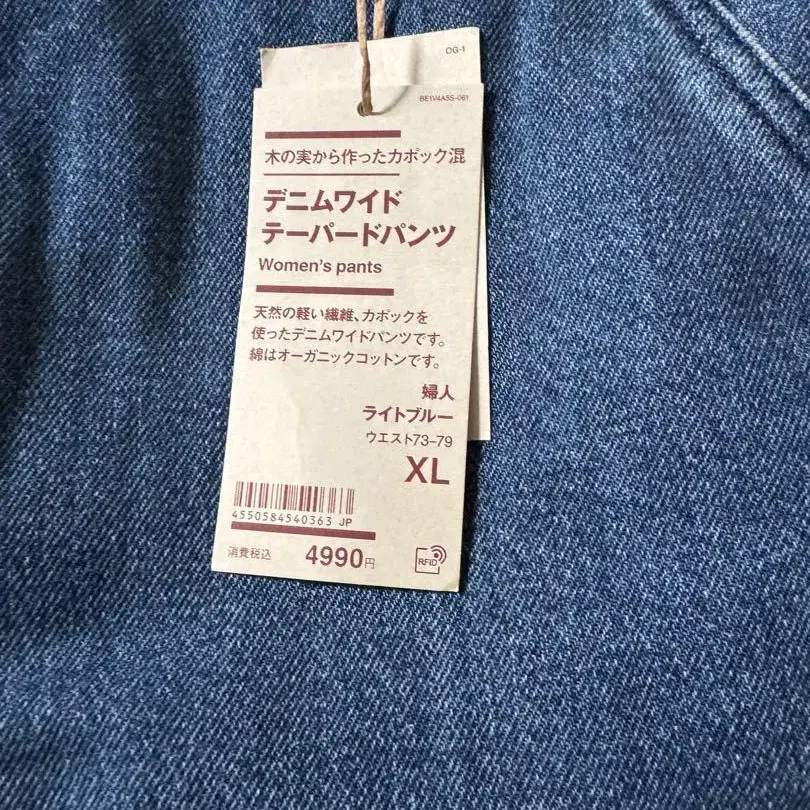 OG-1
BE1V4A5S-061
木の実から作ったカポック混
デニムワイド
テーパードパンツ
Women's pants
天然の軽い繊維、カポックを
使ったデニムワイドパンツです。
綿はオーガニックコットンです。
婦人
ライトブルー
ウエスト73-79
XL
4550584540363 JP
消費税込 4990円
RFID